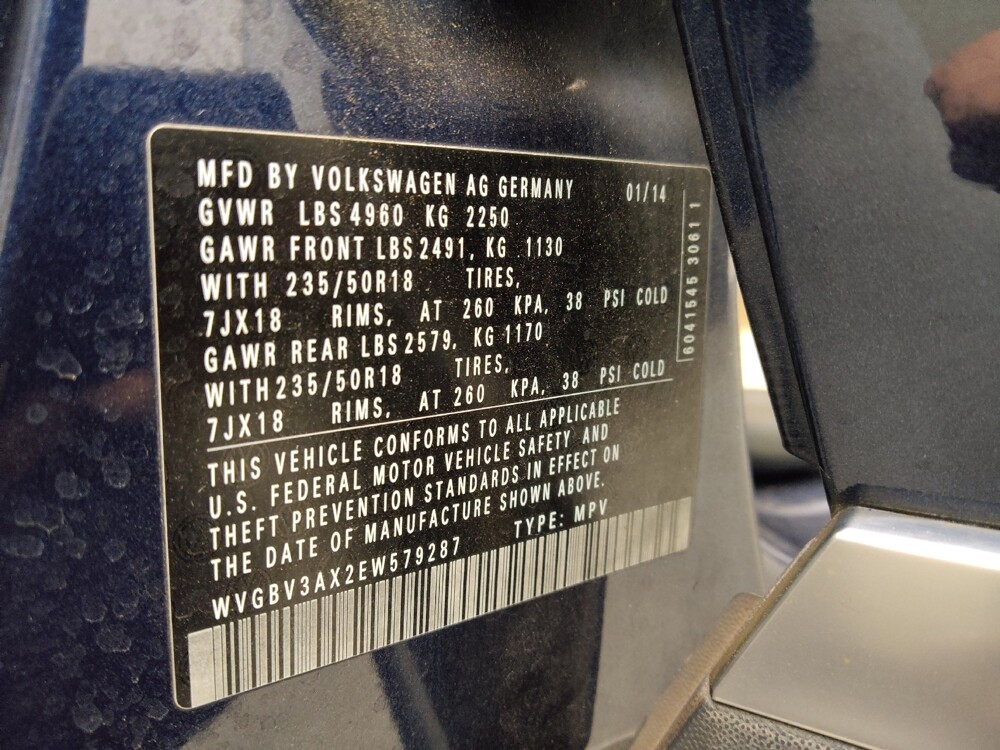 MFD BY VOLKSWAGEN AG GERMANY 01/14
GVWR LBS 4960 KG 2250
GAWR FRONT LBS 2491, KG 1130
WITH 235/50R18 TIRES,
7JX18 RIMS, AT 260 KPA, 38 PSI COLD
GAWR REAR LBS 2579, KG 1170
WITH 235/50R18 TIRES,
7JX18 RIMS, AT 260 KPA, 38 PSI COLD
THIS VEHICLE CONFORMS TO ALL APPLICABLE
U.S. FEDERAL MOTOR VEHICLE SAFETY AND
THEFT PREVENTION STANDARDS IN EFFECT ON
THE DATE OF MANUFACTURE SHOWN ABOVE.
WVGBV3AX2EW579287 TYPE: MPV
6041545 3061 1